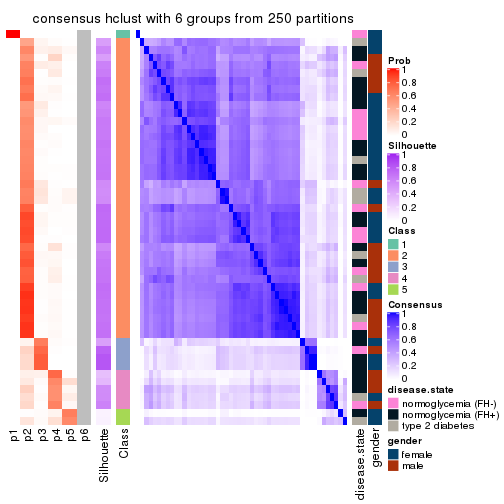 consensus hclust with 6 groups from 250 partitions
Prob
1
0.8
0.6
0.4
0.2
0
Silhouette
1
0.8
0.6
0.4
0.2
0
Class
1
2
3
4
5
Consensus
1
0.8
0.6
0.4
0.2
0
disease.state
normoglycemia (FH-)
normoglycemia (FH+)
type 2 diabetes
gender
female
male
p1
p2
p3
p4
p5
p6
Silhouette
Class
disease.state
gender